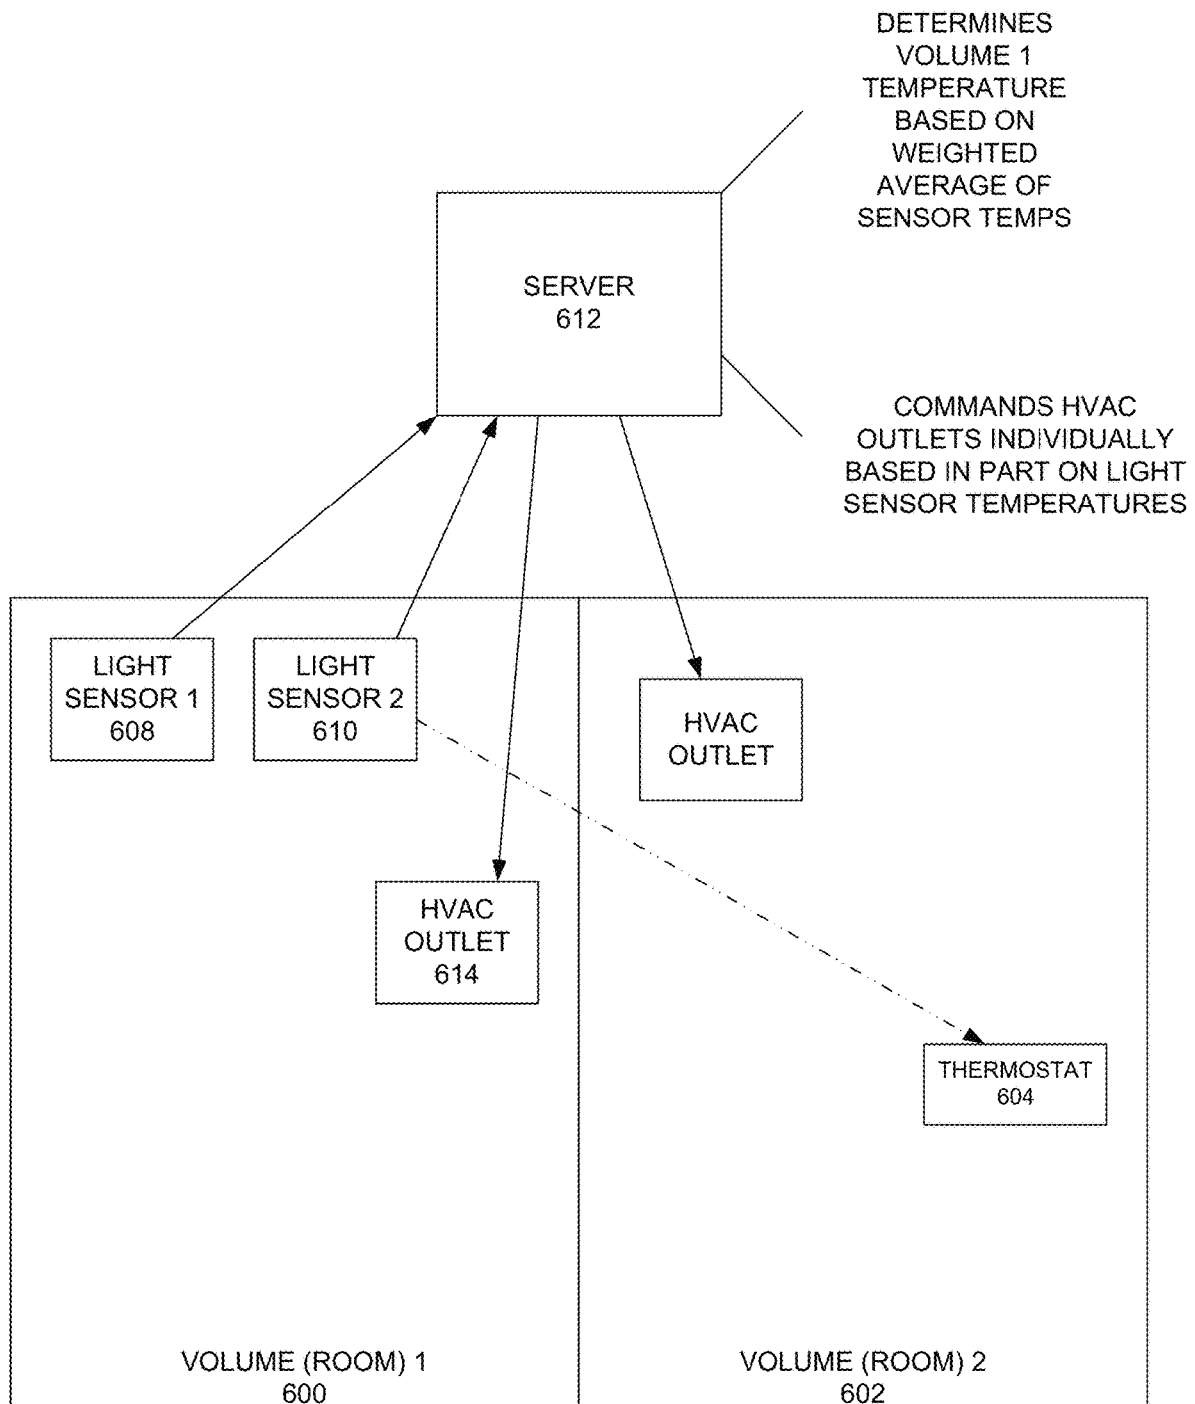 DETERMINES
VOLUME 1
TEMPERATURE
BASED ON
WEIGHTED
AVERAGE OF
SENSOR TEMPS
SERVER
612
COMMANDS HVAC
OUTLETS INDIVIDUALLY
BASED IN PART ON LIGHT
SENSOR TEMPERATURES
LIGHT
SENSOR 1
608
LIGHT
SENSOR 2
610
HVAC
OUTLET
HVAC
OUTLET
614
THERMOSTAT
604
VOLUME (ROOM) 1
600
VOLUME (ROOM) 2
602